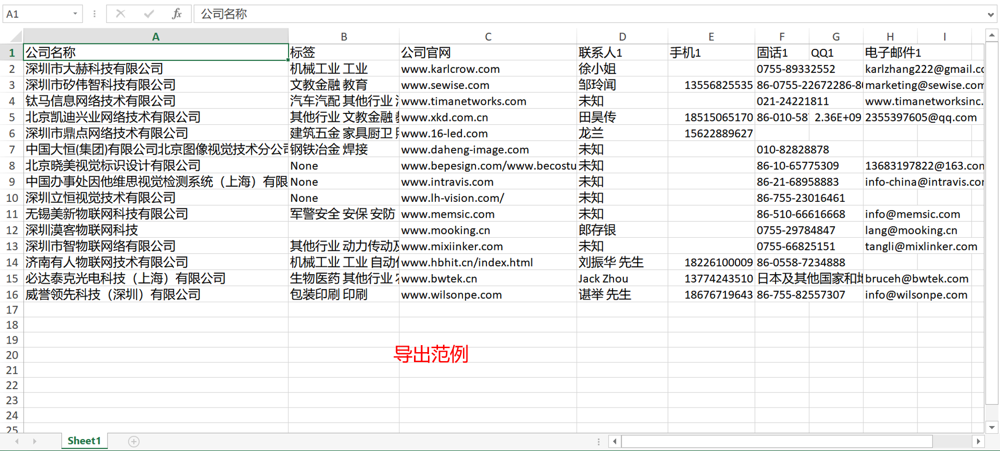 A1 fx 公司名称
A B C D E F G H I
1 公司名称 标签 公司官网 联系人1 手机1 固话1 QQ1 电子邮件1
2 深圳市大赫科技有限公司 机械工业 工业 www.karlcrow.com 徐小姐 0755-89332552 karlzhang222@gmail.co
3 深圳市矽伟智科技有限公司 文教金融 教育 www.sewise.com 邹玲闻 13556825535 86-0755-22672286-80 marketing@sewise.com
4 钛马信息网络技术有限公司 汽车汽配 其他行业 www.timanetworks.com 未知 021-24221811 www.timanetworksinc.
5 北京凯迪兴业网络技术有限公司 其他行业 文教金融 www.xkd.com.cn 田昊传 18515065170 86-010-58 2.36E+09 2355397605@qq.com
6 深圳市鼎点网络技术有限公司 建筑五金 家具厨卫 www.16-led.com 龙兰 15622889627
7 中国大恒(集团)有限公司北京图像视觉技术分公司 钢铁冶金 焊接 www.daheng-image.com 未知 010-82828878
8 北京晓美视觉标识设计有限公司 None www.bepesign.com/www.becostu 未知 86-10-65775309 13683197822@163.com
9 中国办事处因他维思视觉检测系统（上海）有限 None www.intravis.com 未知 86-21-68958883 info-china@intravis.com
10 深圳立恒视觉技术有限公司 None www.lh-vision.com/ 未知 86-755-23016461
11 无锡美新物联网科技有限公司 军警安全 安保 安防 www.memsic.com 未知 86-510-66616668 info@memsic.com
12 深圳漠客物联网科技 www.mooking.cn 郎存银 0755-29784847 lang@mooking.cn
13 深圳市智物联网络有限公司 其他行业 动力传动及 www.mixiinker.com 未知 0755-66825151 tangli@mixlinker.com
14 济南有人物联网技术有限公司 机械工业 工业 自动化 www.hbhit.cn/index.html 刘振华 先生 18226100009 86-0558-7234888
15 必达泰克光电科技（上海）有限公司 生物医药 其他行业 www.bwtek.cn Jack Zhou 13774243510 日本及其他国家和地 bruceh@bwtek.com
16 威誉领先科技（深圳）有限公司 包装印刷 印刷 www.wilsonpe.com 谌举 先生 18676719643 86-755-82557307 info@wilsonpe.com
17
18
19
20
导出范例
21
22
23
24
25
Sheet1